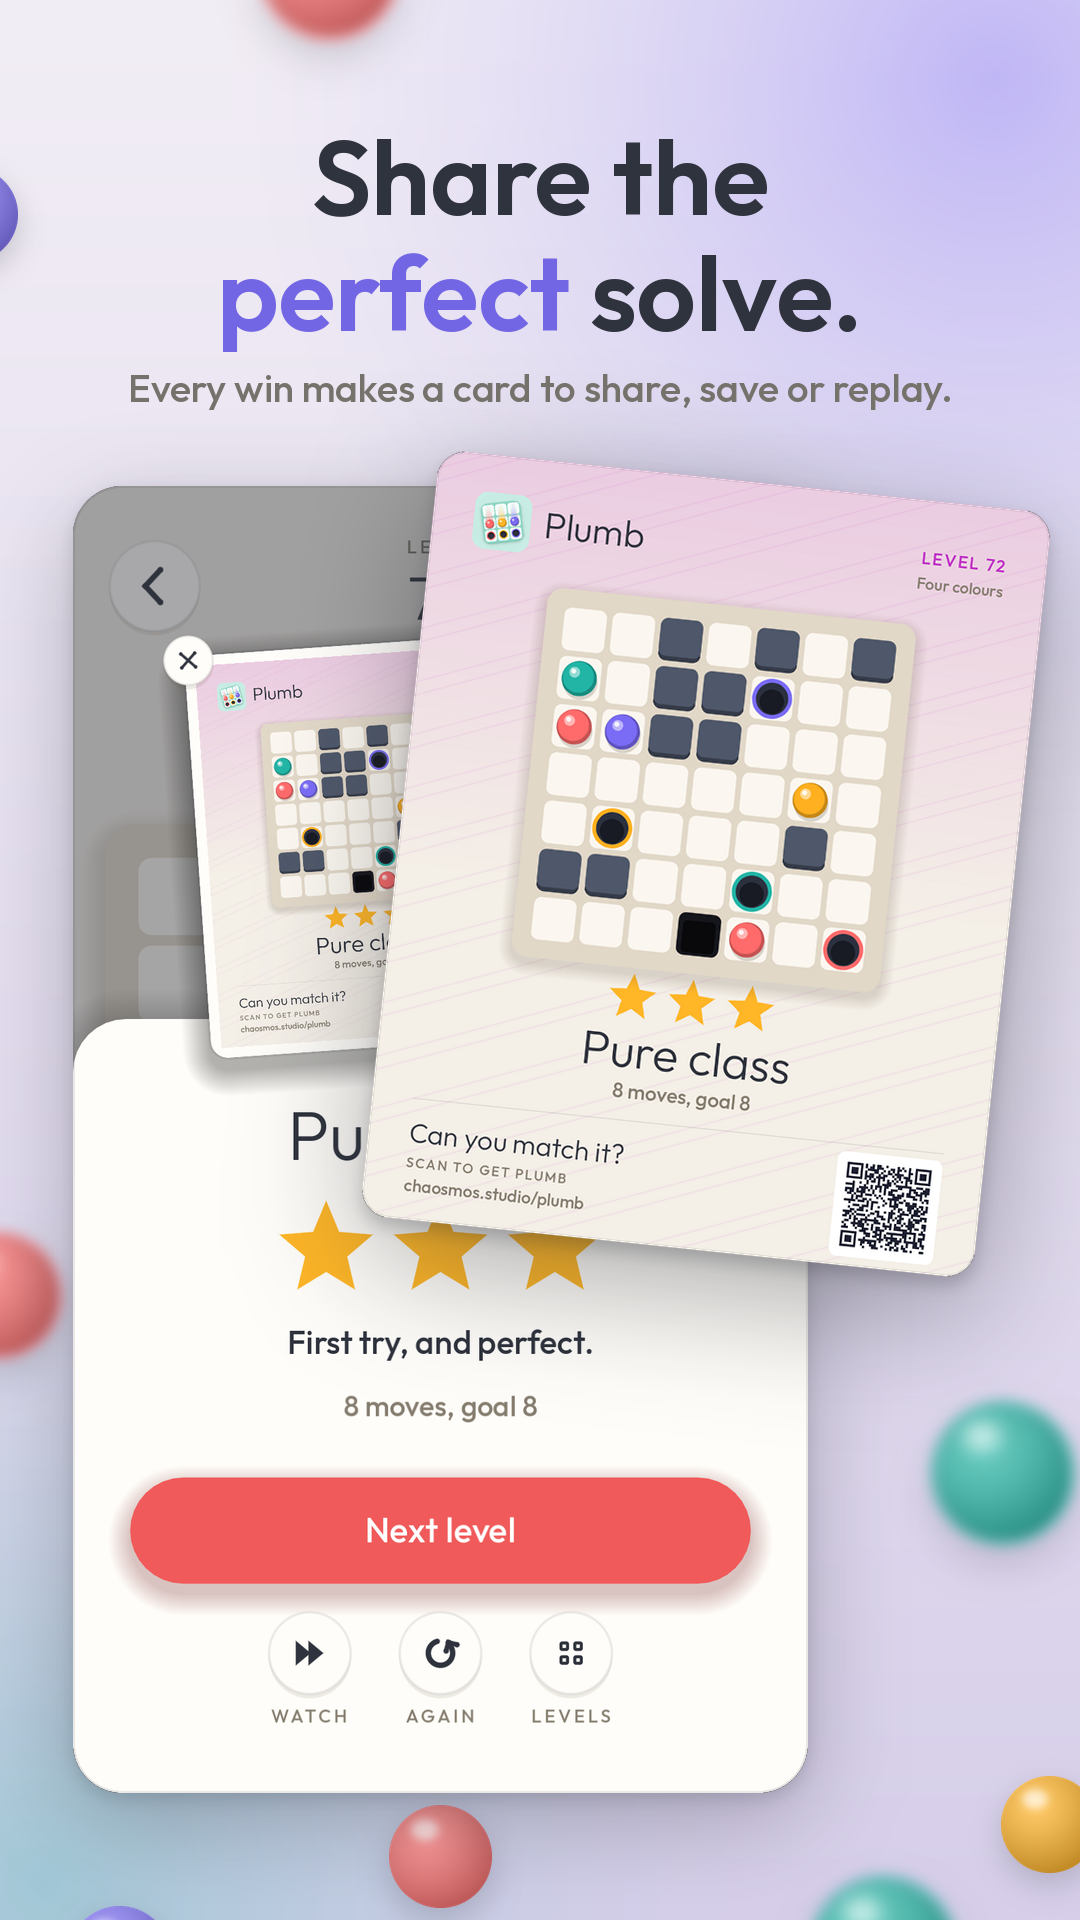 Share the
perfect solve.
Every win makes a card to share, save or replay.
Plumb
LEVEL 72
Four colours
Pure class
8 moves, goal 8
Can you match it?
SCAN TO GET PLUMB
chaosmos.studio/plumb
Plumb
Can you match it?
SCAN TO GET PLUMB
chaosmos.studio/plumb
First try, and perfect.
8 moves, goal 8
Next level
WATCH
AGAIN
LEVELS